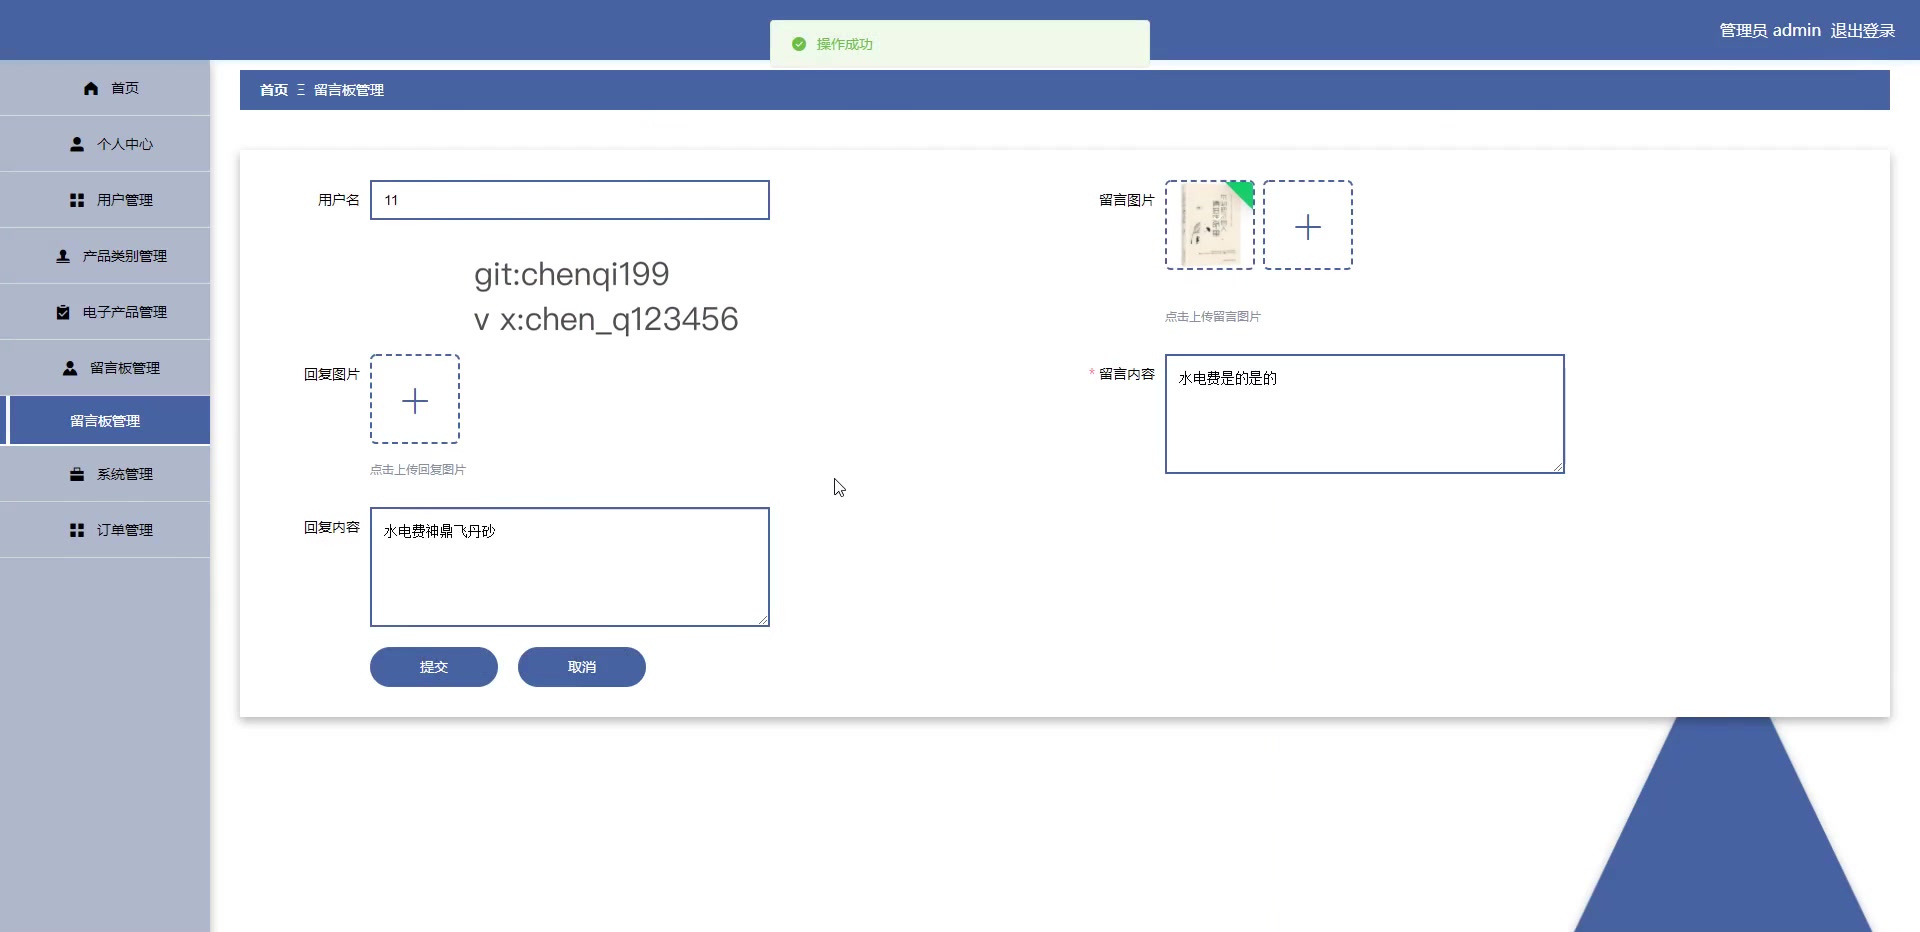 操作成功
管理员 admin 退出登录
首页
个人中心
用户管理
产品类别管理
电子产品管理
留言板管理
留言板管理
系统管理
订单管理
首页 Ξ 留言板管理
用户名 11
留言图片
点击上传留言图片
git:chenqi199
v x:chen_q123456
回复图片
点击上传回复图片
* 留言内容 水电费是的是的
回复内容 水电费神鼎飞丹砂
提交 取消